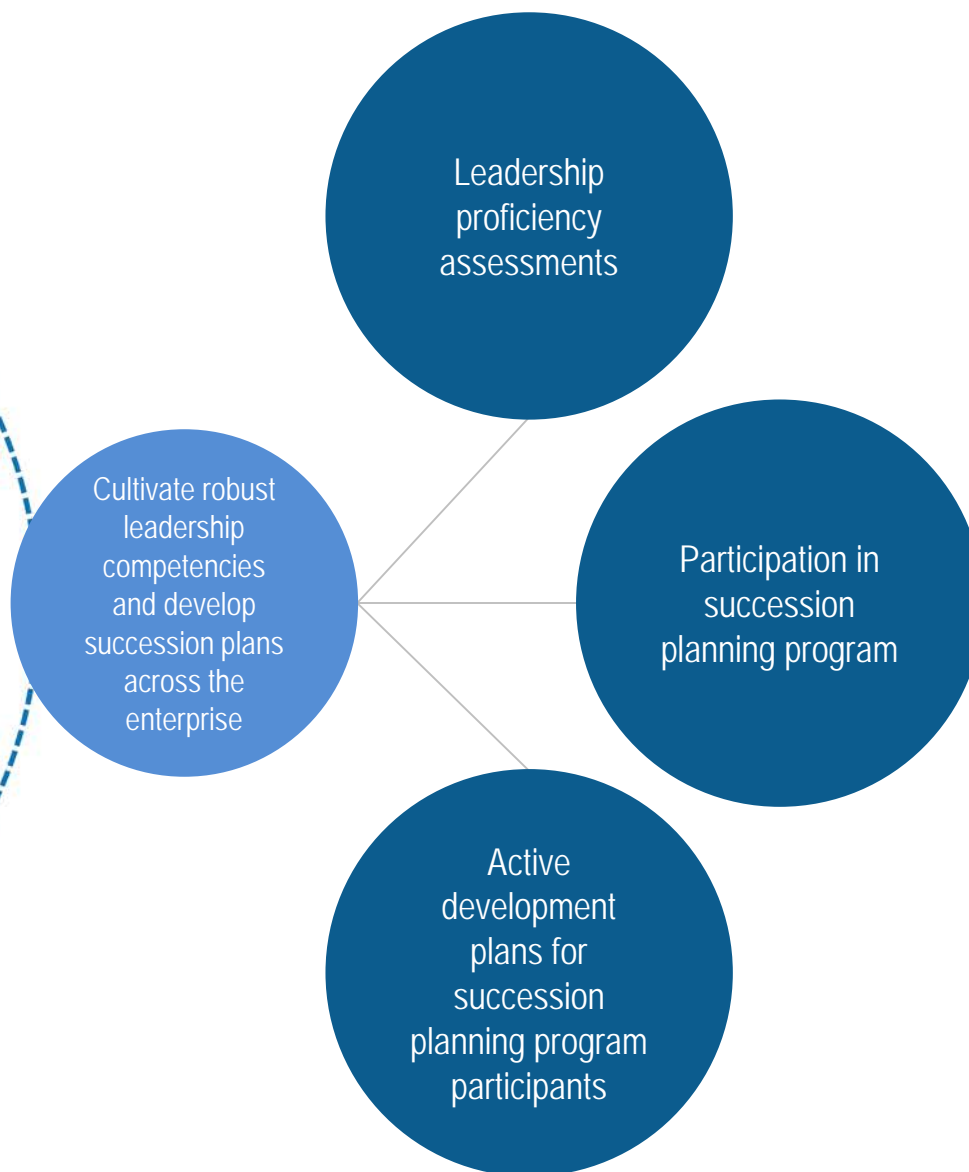 Leadership
proficiency
assessments
Cultivate robust
leadership
competencies
and develop
succession plans
across the
enterprise
Participation in
succession
planning program
Active
development
plans for
succession
planning program
participants